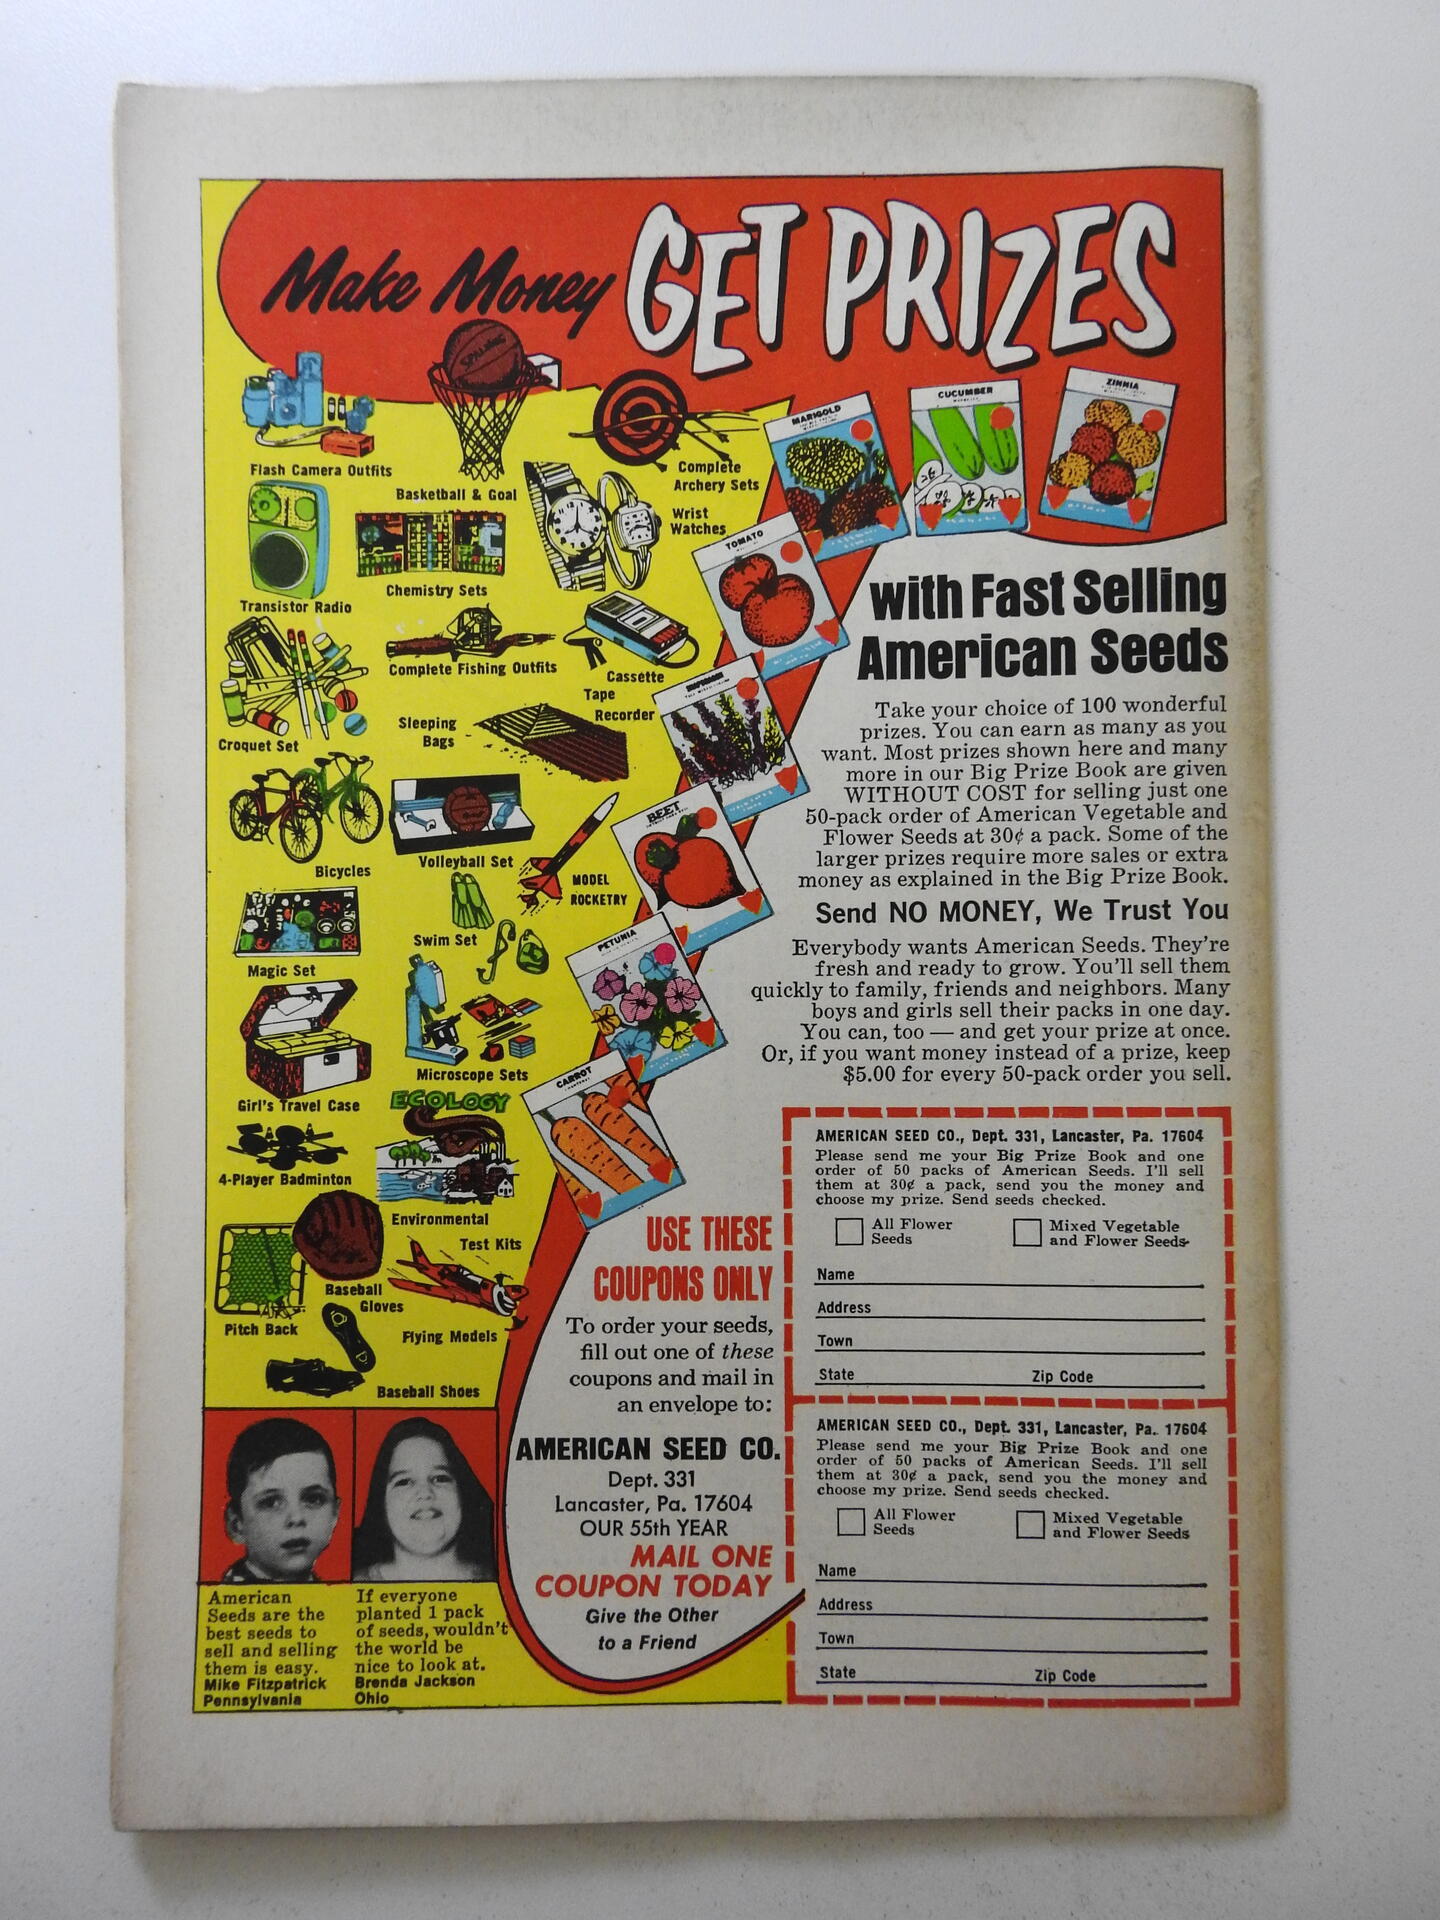 Make Money GET PRIZES
SPALDING
Flash Camera Outfits
Basketball & Goal
Complete
Archery Sets
Wrist
Watches
Transistor Radio
Chemistry Sets
Complete Fishing Outfits
Cassette
Tape
Recorder
Croquet Set
Sleeping
Bags
Bicycles
Volleyball Set
MODEL
ROCKETRY
Magic Set
Swim Set
Girl's Travel Case
Microscope Sets
ECOLOGY
4-Player Badminton
Environmental
Test Kits
Baseball
Gloves
Pitch Back
Flying Models
Baseball Shoes
MARIGOLD
CUCUMBER
ZINNIA
TOMATO
BEET
PETUNIA
CARROT
with Fast Selling
American Seeds
Take your choice of 100 wonderful
prizes. You can earn as many as you
want. Most prizes shown here and many
more in our Big Prize Book are given
WITHOUT COST for selling just one
50-pack order of American Vegetable and
Flower Seeds at 30¢ a pack. Some of the
larger prizes require more sales or extra
money as explained in the Big Prize Book.
Send NO MONEY, We Trust You
Everybody wants American Seeds. They're
fresh and ready to grow. You'll sell them
quickly to family, friends and neighbors. Many
boys and girls sell their packs in one day.
You can, too — and get your prize at once.
Or, if you want money instead of a prize, keep
$5.00 for every 50-pack order you sell.
USE THESE
COUPONS ONLY
To order your seeds,
fill out one of these
coupons and mail in
an envelope to:
AMERICAN SEED CO.
Dept. 331
Lancaster, Pa. 17604
OUR 55th YEAR
MAIL ONE
COUPON TODAY
Give the Other
to a Friend
AMERICAN SEED CO., Dept. 331, Lancaster, Pa. 17604
Please send me your Big Prize Book and one
order of 50 packs of American Seeds. I'll sell
them at 30¢ a pack, send you the money and
choose my prize. Send seeds checked.
All Flower
Seeds
Mixed Vegetable
and Flower Seeds
Name
Address
Town
State Zip Code
AMERICAN SEED CO., Dept. 331, Lancaster, Pa. 17604
Please send me your Big Prize Book and one
order of 50 packs of American Seeds. I'll sell
them at 30¢ a pack, send you the money and
choose my prize. Send seeds checked.
All Flower
Seeds
Mixed Vegetable
and Flower Seeds
Name
Address
Town
State Zip Code
American
Seeds are the
best seeds to
sell and selling
them is easy.
Mike Fitzpatrick
Pennsylvania
If everyone
planted 1 pack
of seeds, wouldn't
the world be
nice to look at.
Brenda Jackson
Ohio